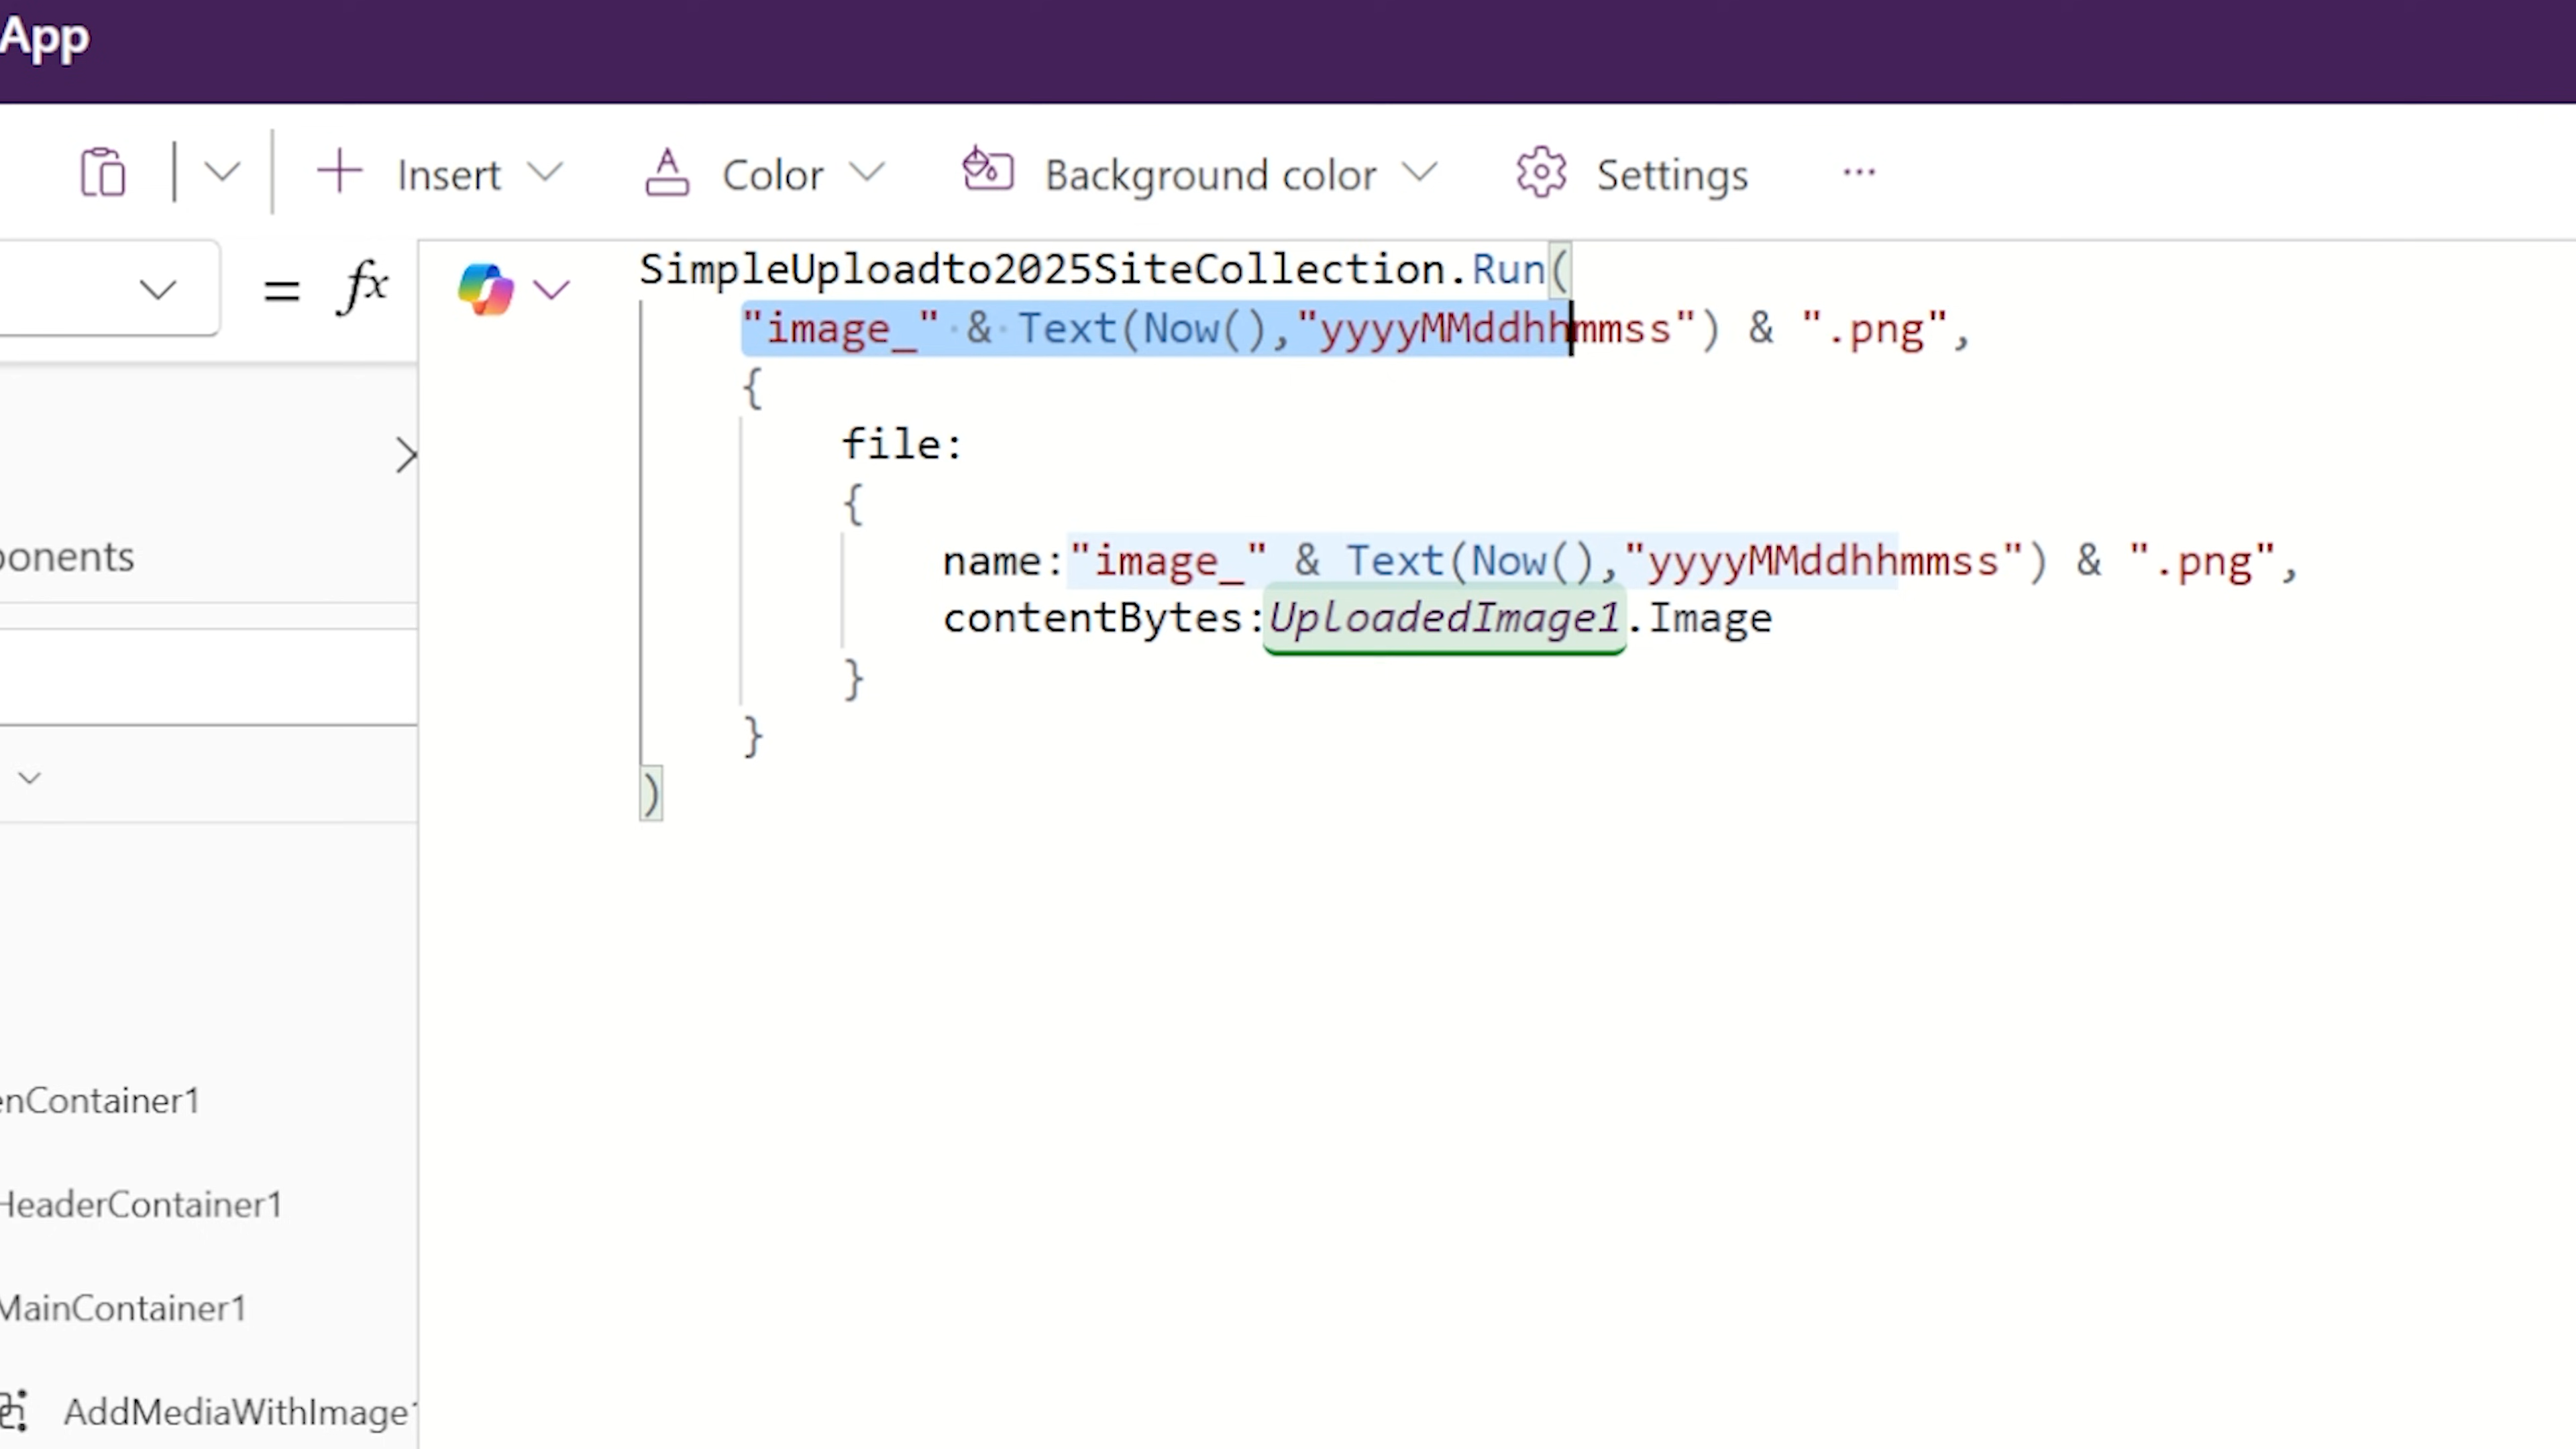 App
Insert
Color
Background color
Settings
...
= fx
SimpleUploadto2025SiteCollection.Run(
"image_" & Text(Now(),"yyyyMMddhhmmss") & ".png",
{
file:
{
name:"image_" & Text(Now(),"yyyyMMddhhmmss") & ".png",
contentBytes:UploadedImage1.Image
}
}
)
ponents
enContainer1
HeaderContainer1
MainContainer1
AddMediaWithImage1